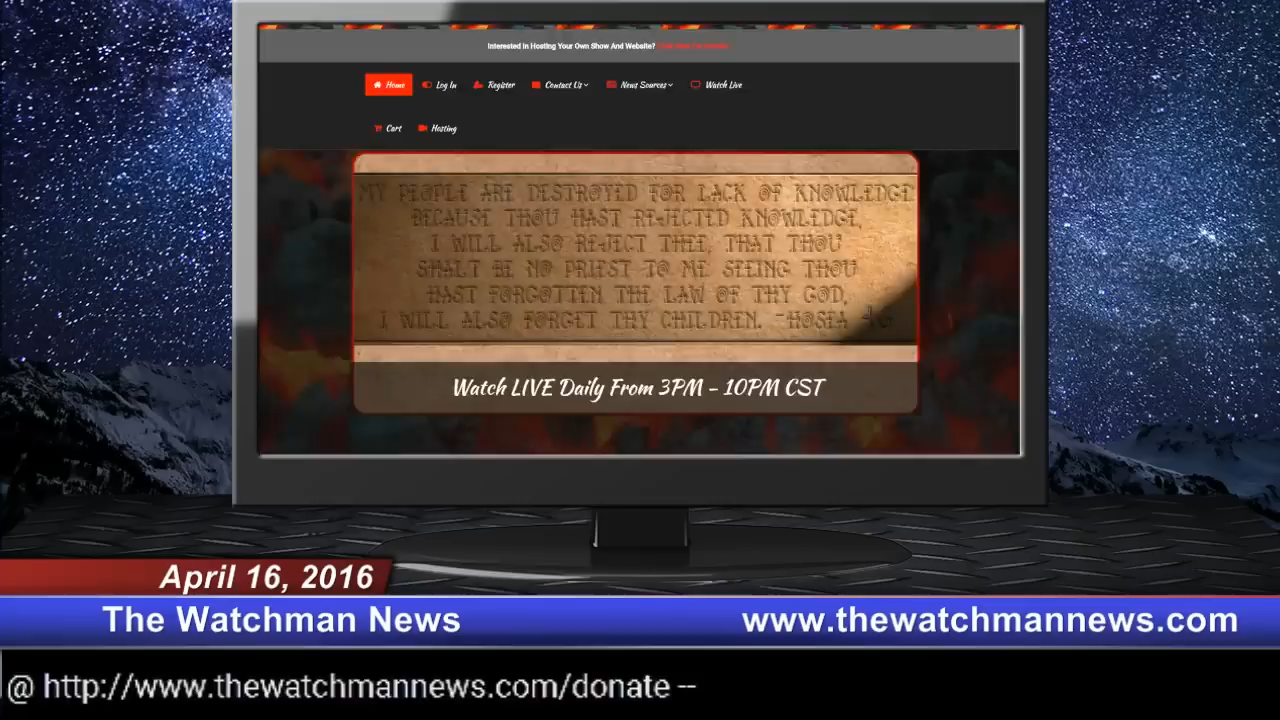 Interested In Hosting Your Own Show And Website?
Home Log In Register Contact Us News Sources Watch Live
Cart Hosting
MY PEOPLE ARE DESTROYED FOR LACK OF KNOWLEDGE
BECAUSE THOU HAST REJECTED KNOWLEDGE,
I WILL ALSO REJECT THEE, THAT THOU
SHALT BE NO PRIEST TO ME SEEING THOU
HAST FORGOTTEN THE LAW OF THY GOD,
I WILL ALSO FORGET THY CHILDREN. ~HOSEA
Watch LIVE Daily From 3PM - 10PM CST
April 16, 2016
The Watchman News www.thewatchmannews.com
@ http://www.thewatchmannews.com/donate --